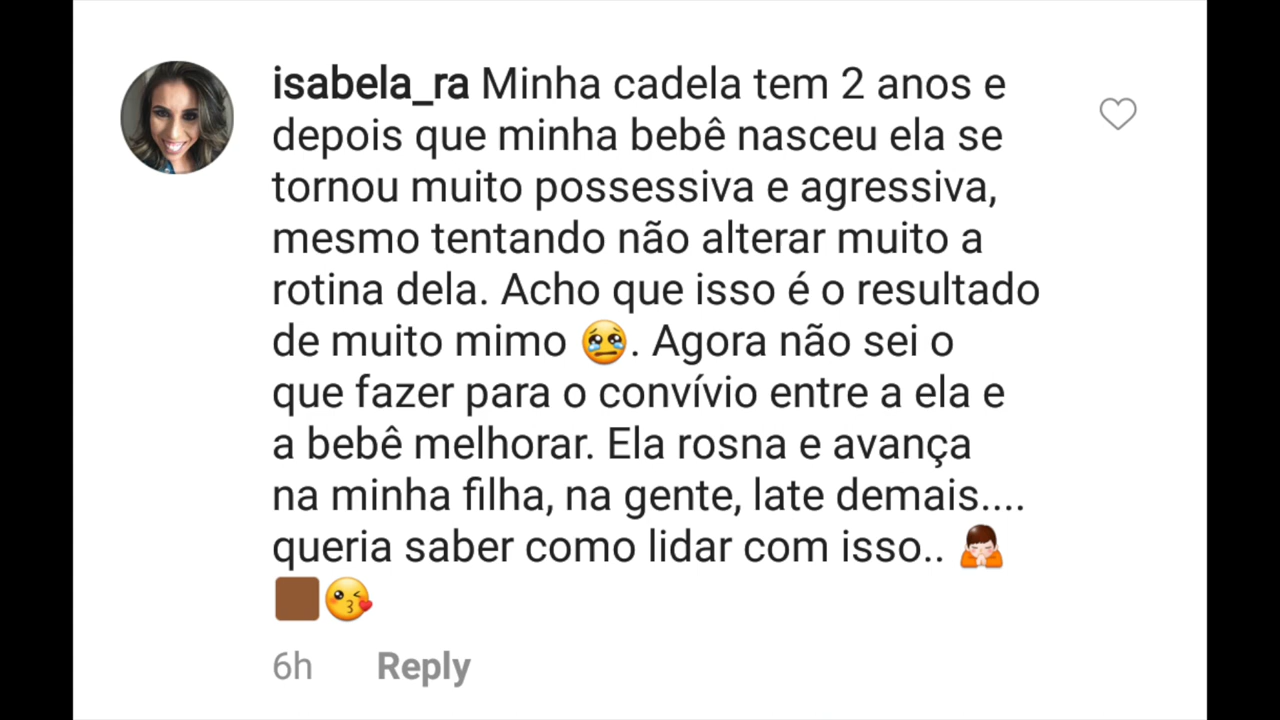 isabela_ra Minha cadela tem 2 anos e
depois que minha bebê nasceu ela se
tornou muito possessiva e agressiva,
mesmo tentando não alterar muito a
rotina dela. Acho que isso é o resultado
de muito mimo 😢. Agora não sei o
que fazer para o convívio entre a ela e
a bebê melhorar. Ela rosna e avança
na minha filha, na gente, late demais....
queria saber como lidar com isso.. 🙏
🏾😘
6h Reply